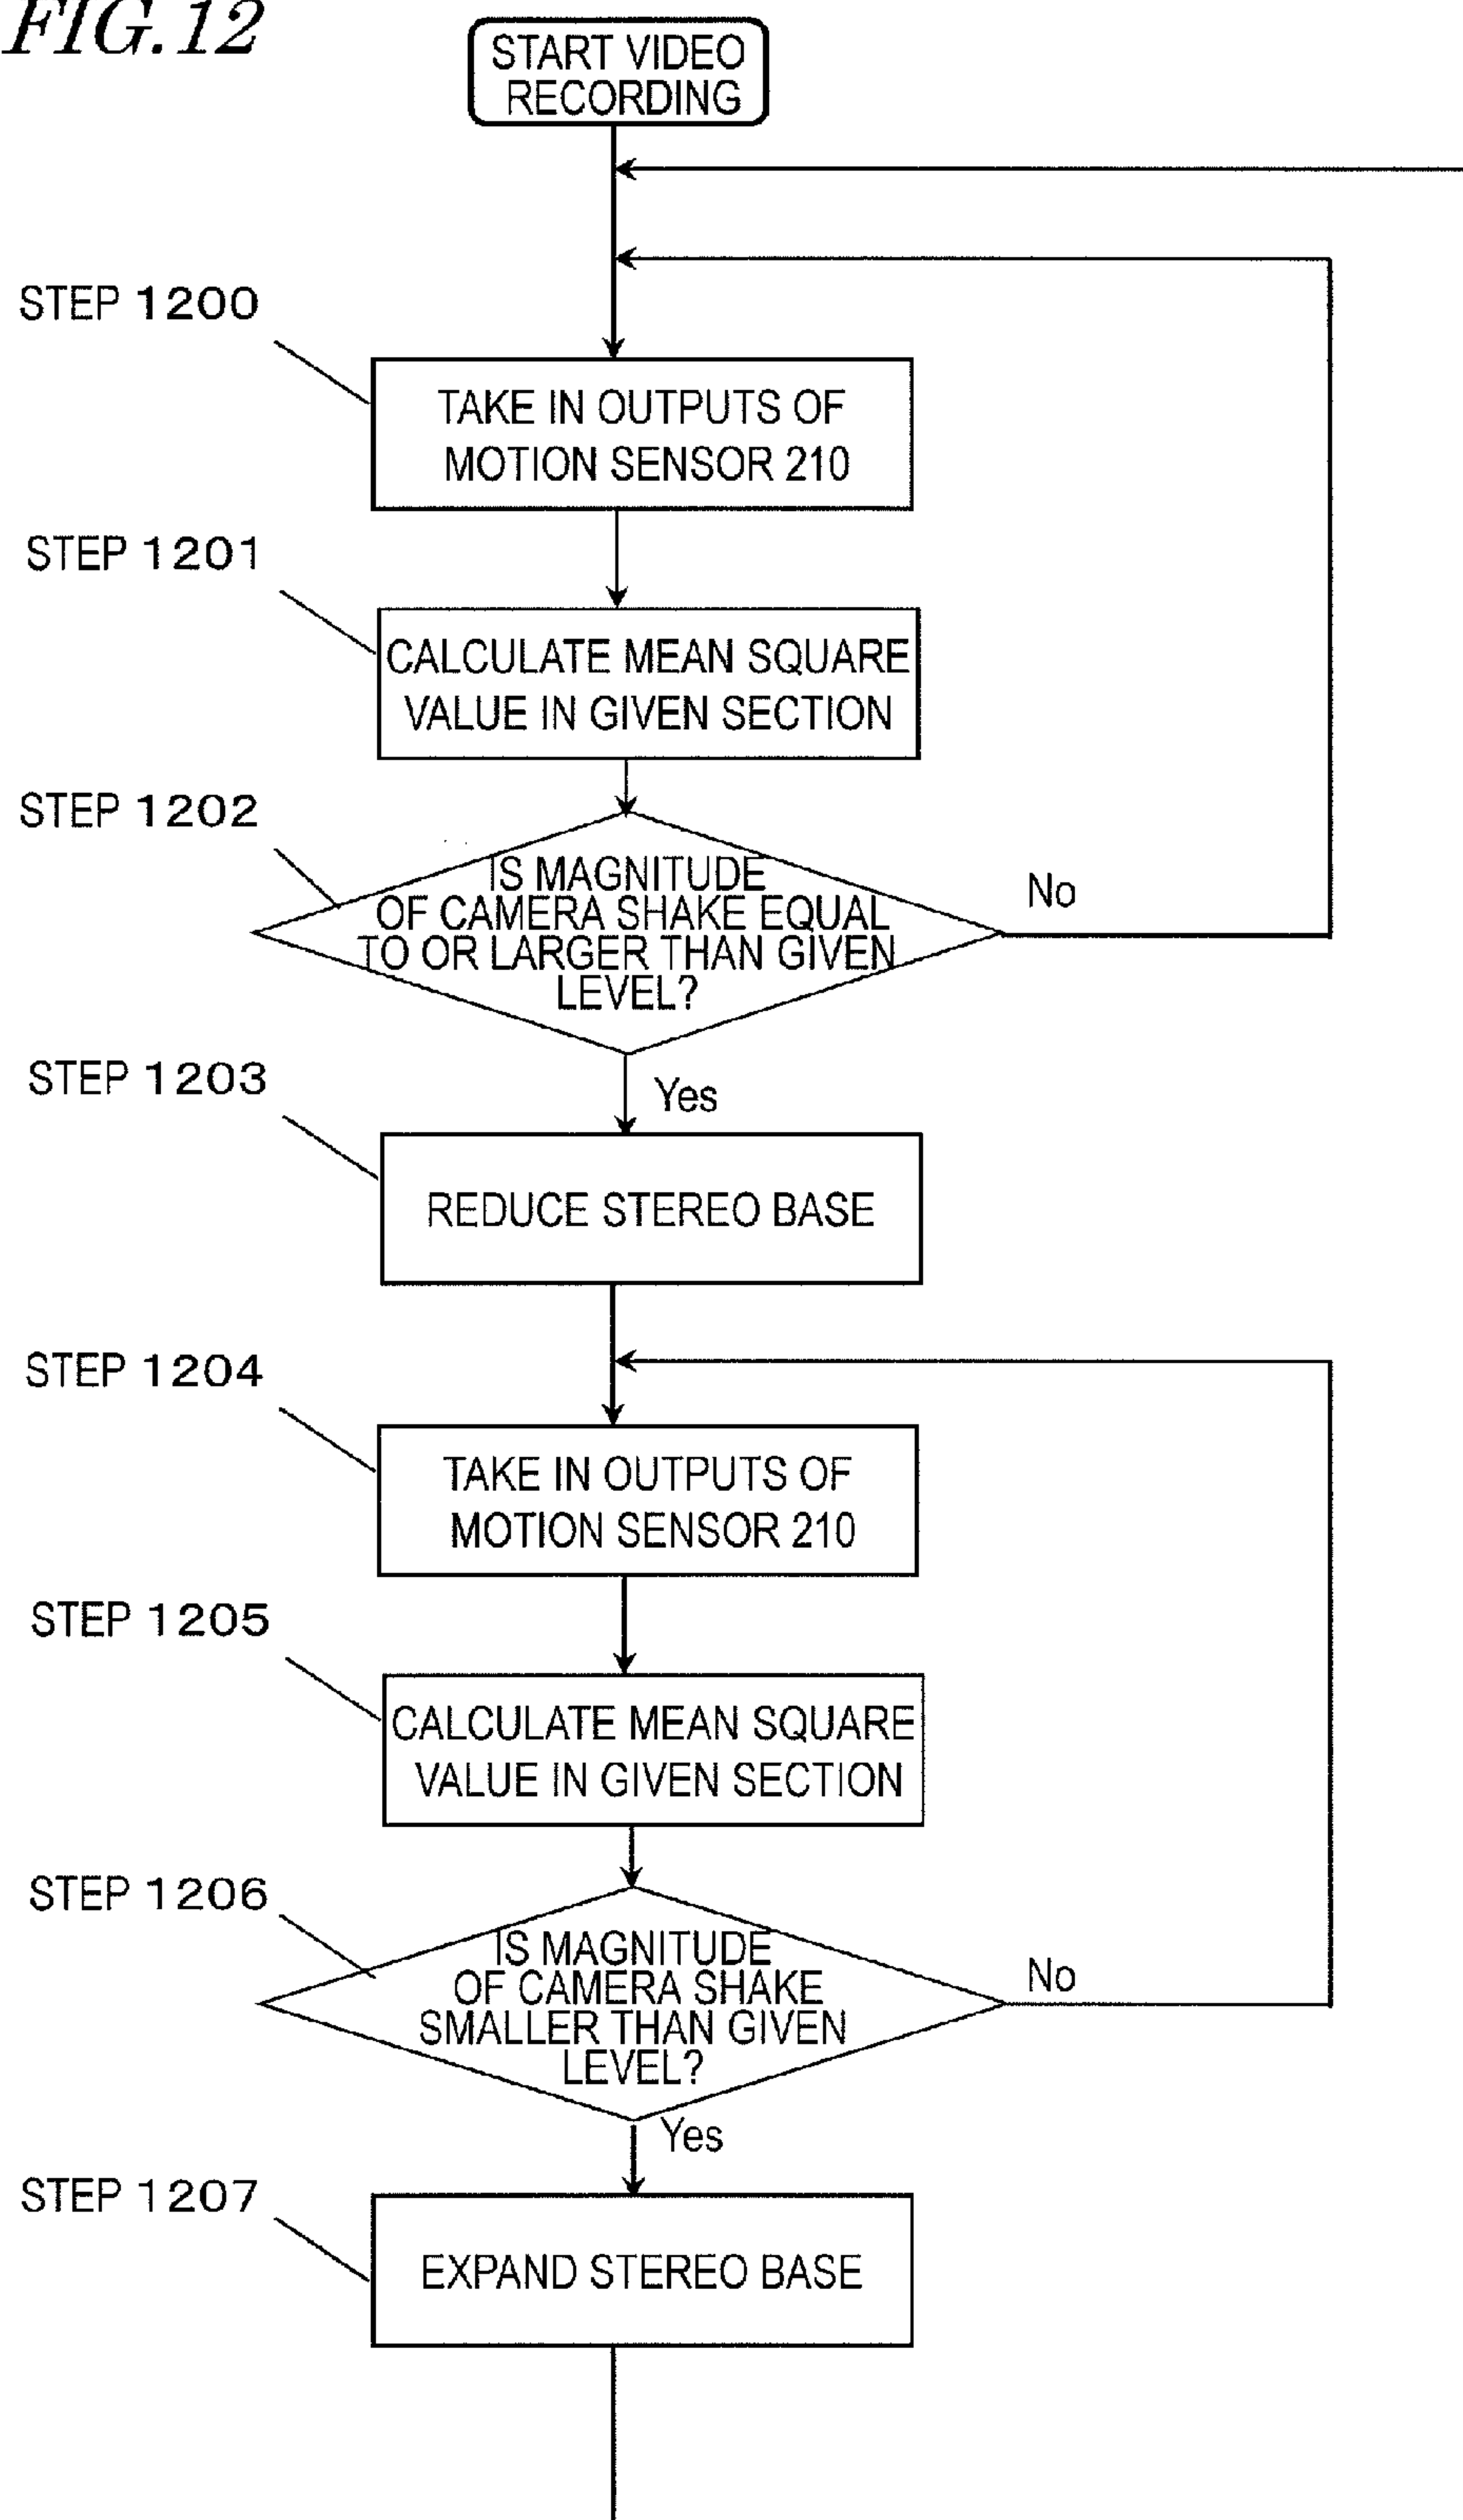 FIG.12
START VIDEO
RECORDING
STEP 1200
TAKE IN OUTPUTS OF
MOTION SENSOR 210
STEP 1201
CALCULATE MEAN SQUARE
VALUE IN GIVEN SECTION
STEP 1202
IS MAGNITUDE
OF CAMERA SHAKE EQUAL
TO OR LARGER THAN GIVEN
LEVEL?
No
Yes
STEP 1203
REDUCE STEREO BASE
STEP 1204
TAKE IN OUTPUTS OF
MOTION SENSOR 210
STEP 1205
CALCULATE MEAN SQUARE
VALUE IN GIVEN SECTION
STEP 1206
IS MAGNITUDE
OF CAMERA SHAKE
SMALLER THAN GIVEN
LEVEL?
No
Yes
STEP 1207
EXPAND STEREO BASE